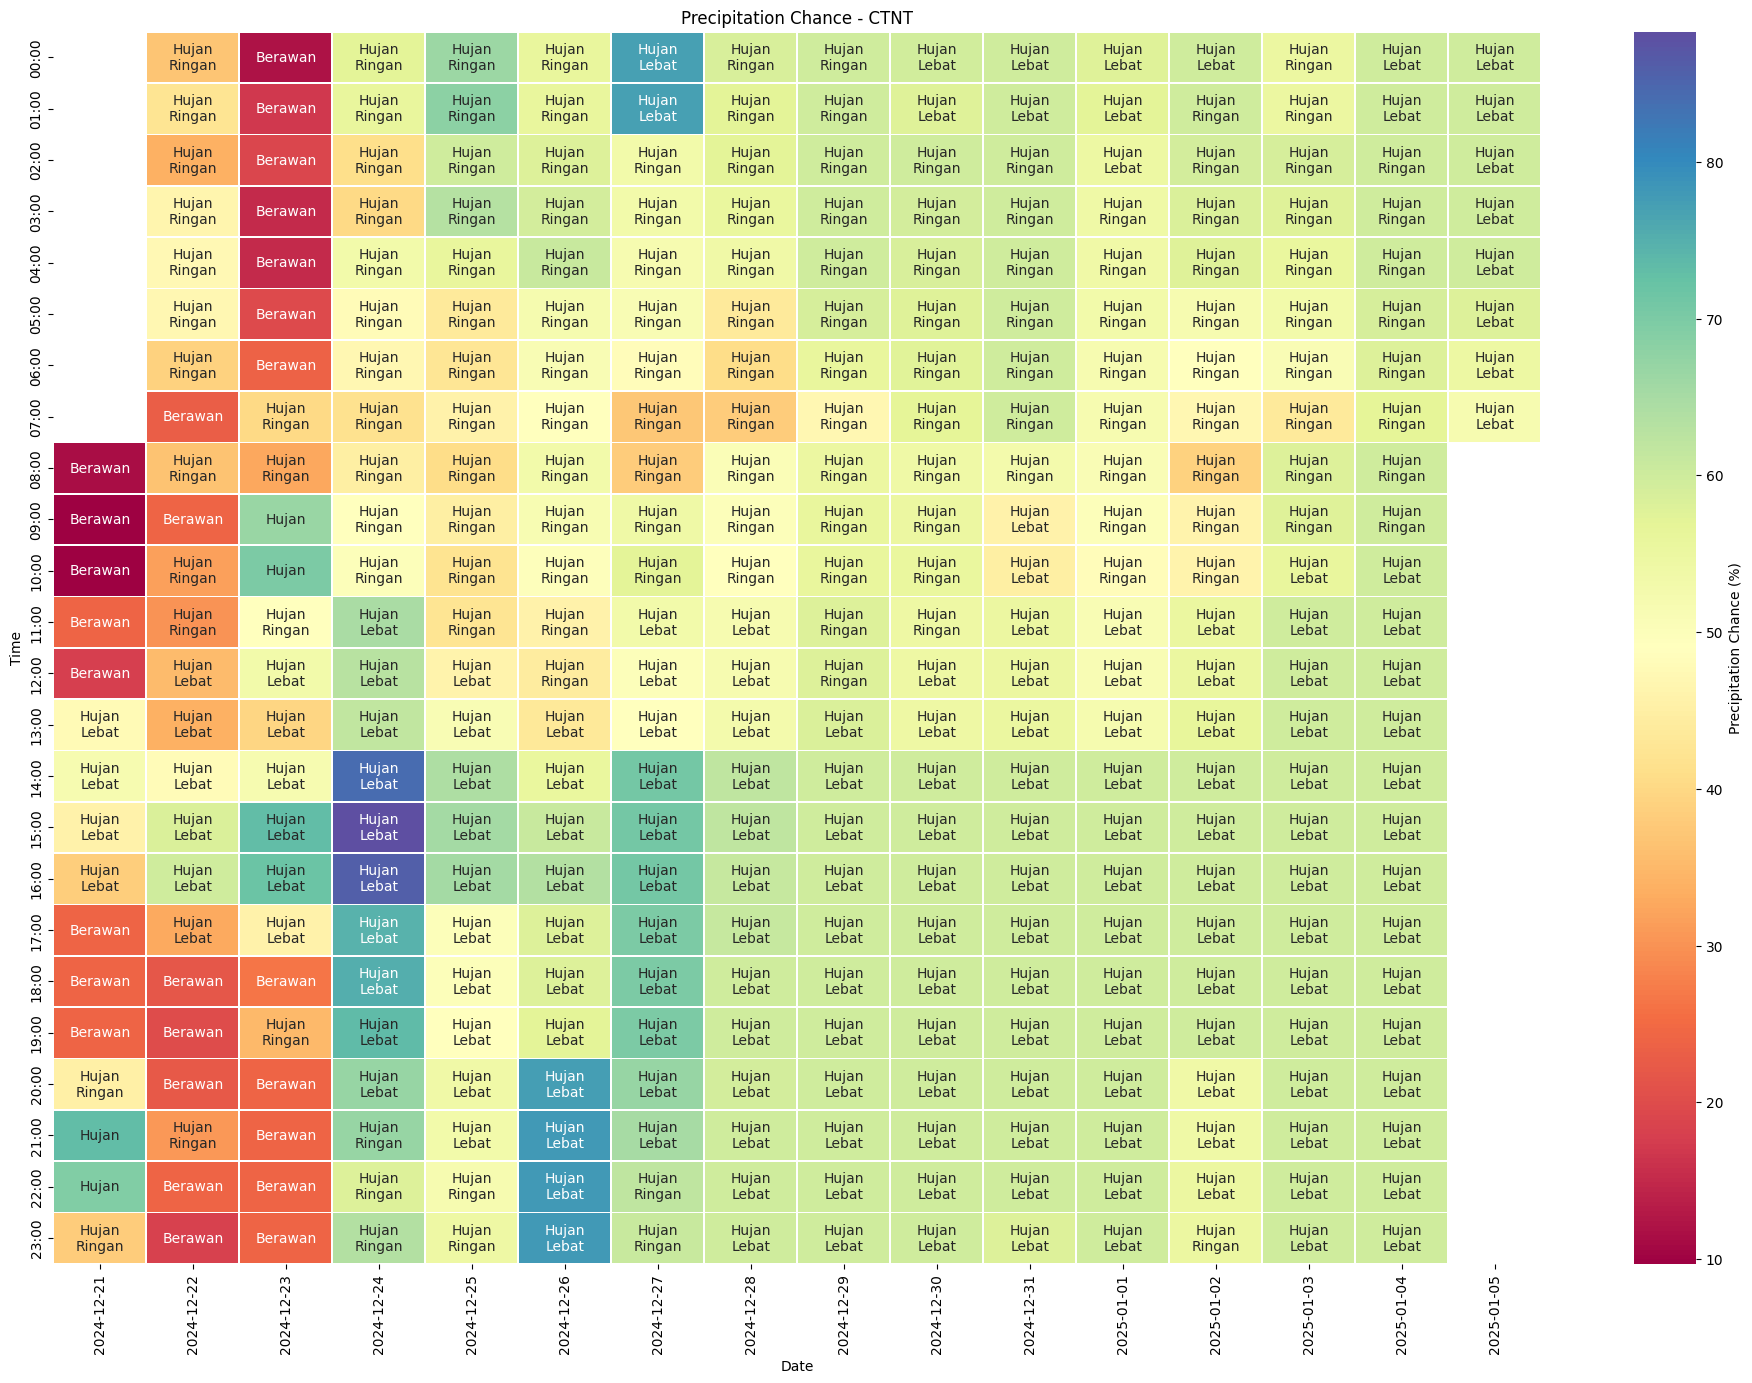 Precipitation Chance - CTNT
00:00 Hujan Ringan Berawan Hujan Ringan Hujan Ringan Hujan Ringan Hujan Lebat Hujan Ringan Hujan Ringan Hujan Lebat Hujan Lebat Hujan Lebat Hujan Lebat Hujan Ringan Hujan Lebat Hujan Lebat
01:00 Hujan Ringan Berawan Hujan Ringan Hujan Ringan Hujan Ringan Hujan Lebat Hujan Ringan Hujan Ringan Hujan Lebat Hujan Lebat Hujan Lebat Hujan Ringan Hujan Ringan Hujan Lebat Hujan Lebat
02:00 Hujan Ringan Berawan Hujan Ringan Hujan Ringan Hujan Ringan Hujan Ringan Hujan Ringan Hujan Ringan Hujan Ringan Hujan Ringan Hujan Lebat Hujan Ringan Hujan Ringan Hujan Ringan Hujan Lebat
03:00 Hujan Ringan Berawan Hujan Ringan Hujan Ringan Hujan Ringan Hujan Ringan Hujan Ringan Hujan Ringan Hujan Ringan Hujan Ringan Hujan Ringan Hujan Ringan Hujan Ringan Hujan Ringan Hujan Lebat
04:00 Hujan Ringan Berawan Hujan Ringan Hujan Ringan Hujan Ringan Hujan Ringan Hujan Ringan Hujan Ringan Hujan Ringan Hujan Ringan Hujan Ringan Hujan Ringan Hujan Ringan Hujan Ringan Hujan Lebat
05:00 Hujan Ringan Berawan Hujan Ringan Hujan Ringan Hujan Ringan Hujan Ringan Hujan Ringan Hujan Ringan Hujan Ringan Hujan Ringan Hujan Ringan Hujan Ringan Hujan Ringan Hujan Ringan Hujan Lebat
06:00 Hujan Ringan Berawan Hujan Ringan Hujan Ringan Hujan Ringan Hujan Ringan Hujan Ringan Hujan Ringan Hujan Ringan Hujan Ringan Hujan Ringan Hujan Ringan Hujan Ringan Hujan Ringan Hujan Lebat
07:00 Berawan Hujan Ringan Hujan Ringan Hujan Ringan Hujan Ringan Hujan Ringan Hujan Ringan Hujan Ringan Hujan Ringan Hujan Ringan Hujan Ringan Hujan Ringan Hujan Ringan Hujan Ringan Hujan Lebat
08:00 Berawan Hujan Ringan Hujan Ringan Hujan Ringan Hujan Ringan Hujan Ringan Hujan Ringan Hujan Ringan Hujan Ringan Hujan Ringan Hujan Ringan Hujan Ringan Hujan Ringan Hujan Ringan Hujan Ringan
09:00 Berawan Berawan Hujan Hujan Ringan Hujan Ringan Hujan Ringan Hujan Ringan Hujan Ringan Hujan Ringan Hujan Ringan Hujan Lebat Hujan Ringan Hujan Ringan Hujan Ringan Hujan Ringan
10:00 Berawan Hujan Ringan Hujan Hujan Ringan Hujan Ringan Hujan Ringan Hujan Ringan Hujan Ringan Hujan Ringan Hujan Ringan Hujan Lebat Hujan Ringan Hujan Ringan Hujan Lebat Hujan Lebat
11:00 Berawan Hujan Ringan Hujan Ringan Hujan Lebat Hujan Ringan Hujan Ringan Hujan Lebat Hujan Lebat Hujan Ringan Hujan Ringan Hujan Lebat Hujan Lebat Hujan Lebat Hujan Lebat Hujan Lebat
12:00 Berawan Hujan Lebat Hujan Lebat Hujan Lebat Hujan Lebat Hujan Ringan Hujan Lebat Hujan Lebat Hujan Ringan Hujan Lebat Hujan Lebat Hujan Lebat Hujan Lebat Hujan Lebat Hujan Lebat
13:00 Hujan Lebat Hujan Lebat Hujan Lebat Hujan Lebat Hujan Lebat Hujan Lebat Hujan Lebat Hujan Lebat Hujan Lebat Hujan Lebat Hujan Lebat Hujan Lebat Hujan Lebat Hujan Lebat Hujan Lebat
14:00 Hujan Lebat Hujan Lebat Hujan Lebat Hujan Lebat Hujan Lebat Hujan Lebat Hujan Lebat Hujan Lebat Hujan Lebat Hujan Lebat Hujan Lebat Hujan Lebat Hujan Lebat Hujan Lebat Hujan Lebat
15:00 Hujan Lebat Hujan Lebat Hujan Lebat Hujan Lebat Hujan Lebat Hujan Lebat Hujan Lebat Hujan Lebat Hujan Lebat Hujan Lebat Hujan Lebat Hujan Lebat Hujan Lebat Hujan Lebat Hujan Lebat
16:00 Hujan Lebat Hujan Lebat Hujan Lebat Hujan Lebat Hujan Lebat Hujan Lebat Hujan Lebat Hujan Lebat Hujan Lebat Hujan Lebat Hujan Lebat Hujan Lebat Hujan Lebat Hujan Lebat Hujan Lebat
17:00 Berawan Hujan Lebat Hujan Lebat Hujan Lebat Hujan Lebat Hujan Lebat Hujan Lebat Hujan Lebat Hujan Lebat Hujan Lebat Hujan Lebat Hujan Lebat Hujan Lebat Hujan Lebat Hujan Lebat
18:00 Berawan Berawan Berawan Hujan Lebat Hujan Lebat Hujan Lebat Hujan Lebat Hujan Lebat Hujan Lebat Hujan Lebat Hujan Lebat Hujan Lebat Hujan Lebat Hujan Lebat Hujan Lebat
19:00 Berawan Berawan Hujan Ringan Hujan Lebat Hujan Lebat Hujan Lebat Hujan Lebat Hujan Lebat Hujan Lebat Hujan Lebat Hujan Lebat Hujan Lebat Hujan Lebat Hujan Lebat Hujan Lebat
20:00 Hujan Ringan Berawan Berawan Hujan Lebat Hujan Lebat Hujan Lebat Hujan Lebat Hujan Lebat Hujan Lebat Hujan Lebat Hujan Lebat Hujan Lebat Hujan Lebat Hujan Lebat Hujan Lebat
21:00 Hujan Hujan Ringan Berawan Hujan Ringan Hujan Lebat Hujan Lebat Hujan Lebat Hujan Lebat Hujan Lebat Hujan Lebat Hujan Lebat Hujan Lebat Hujan Lebat Hujan Lebat Hujan Lebat
22:00 Hujan Berawan Berawan Hujan Ringan Hujan Ringan Hujan Lebat Hujan Ringan Hujan Lebat Hujan Lebat Hujan Lebat Hujan Lebat Hujan Lebat Hujan Lebat Hujan Lebat Hujan Lebat
23:00 Hujan Ringan Berawan Berawan Hujan Ringan Hujan Ringan Hujan Lebat Hujan Ringan Hujan Lebat Hujan Lebat Hujan Lebat Hujan Lebat Hujan Lebat Hujan Ringan Hujan Lebat Hujan Lebat
Time
2024-12-21 2024-12-22 2024-12-23 2024-12-24 2024-12-25 2024-12-26 2024-12-27 2024-12-28 2024-12-29 2024-12-30 2024-12-31 2025-01-01 2025-01-02 2025-01-03 2025-01-04 2025-01-05
Date
80
70
60
50
40
30
20
10
Precipitation Chance (%)